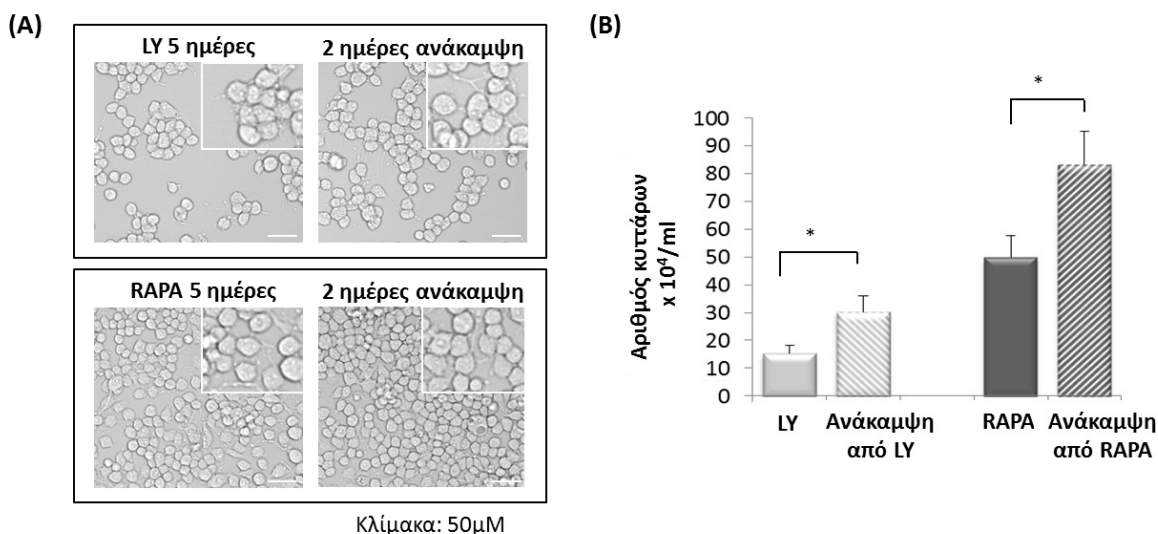 (A)
LY 5 ημέρες
2 ημέρες ανάκαμψη
RAPA 5 ημέρες
2 ημέρες ανάκαμψη
Κλίμακα: 50μΜ
(B)
Αριθμός κυττάρων
x 10⁴/ml
100
90
80
70
60
50
40
30
20
10
0
*
*
LY
Ανάκαμψη
από LY
RAPA
Ανάκαμψη
από RAPA